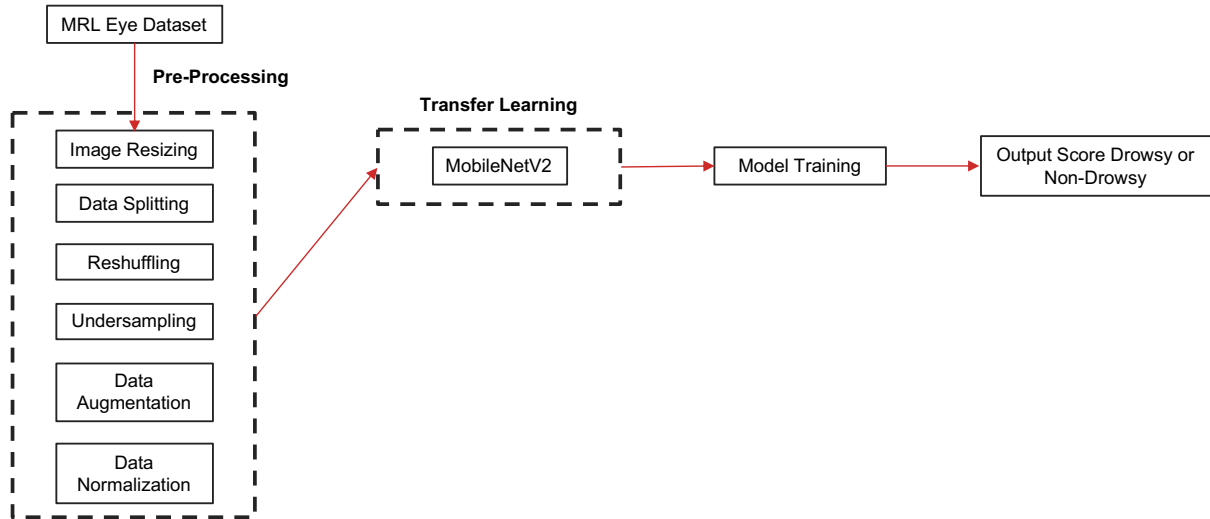 MRL Eye Dataset
Pre-Processing
Image Resizing
Data Splitting
Reshuffling
Undersampling
Data
Augmentation
Data
Normalization
Transfer Learning
MobileNetV2
Model Training
Output Score Drowsy or
Non-Drowsy